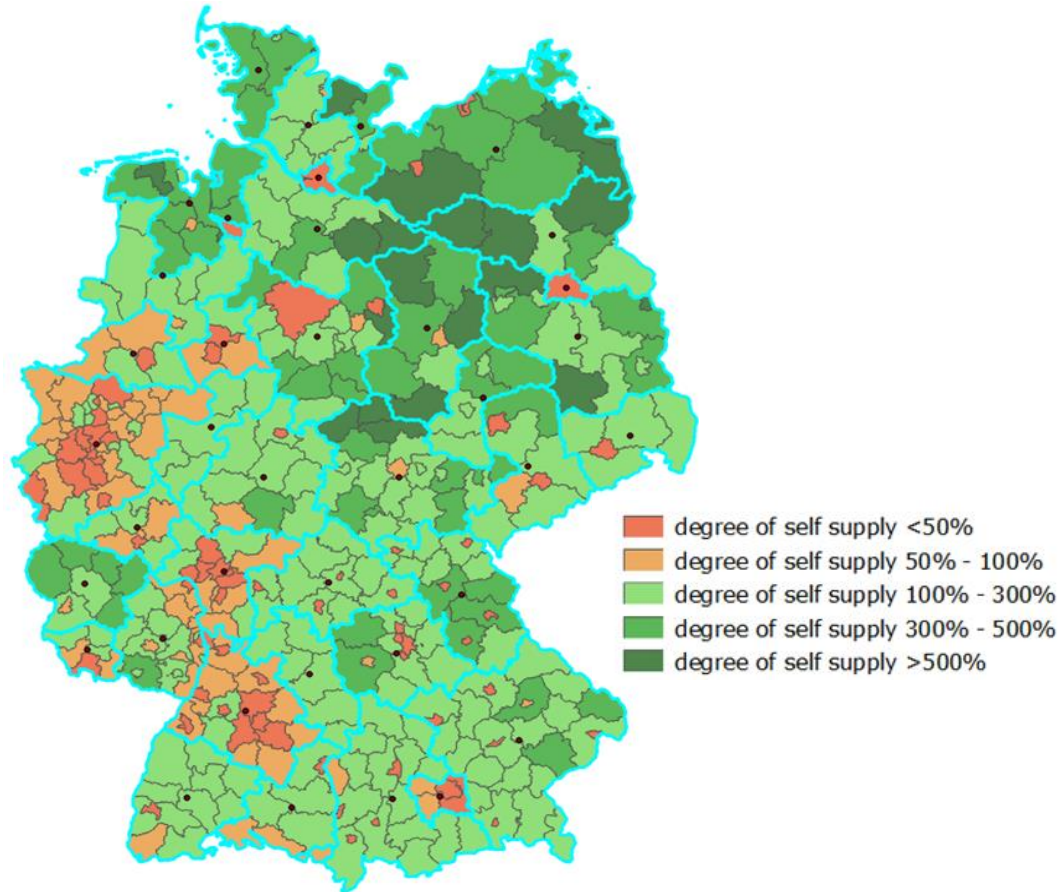 degree of self supply <50%
degree of self supply 50% - 100%
degree of self supply 100% - 300%
degree of self supply 300% - 500%
degree of self supply >500%